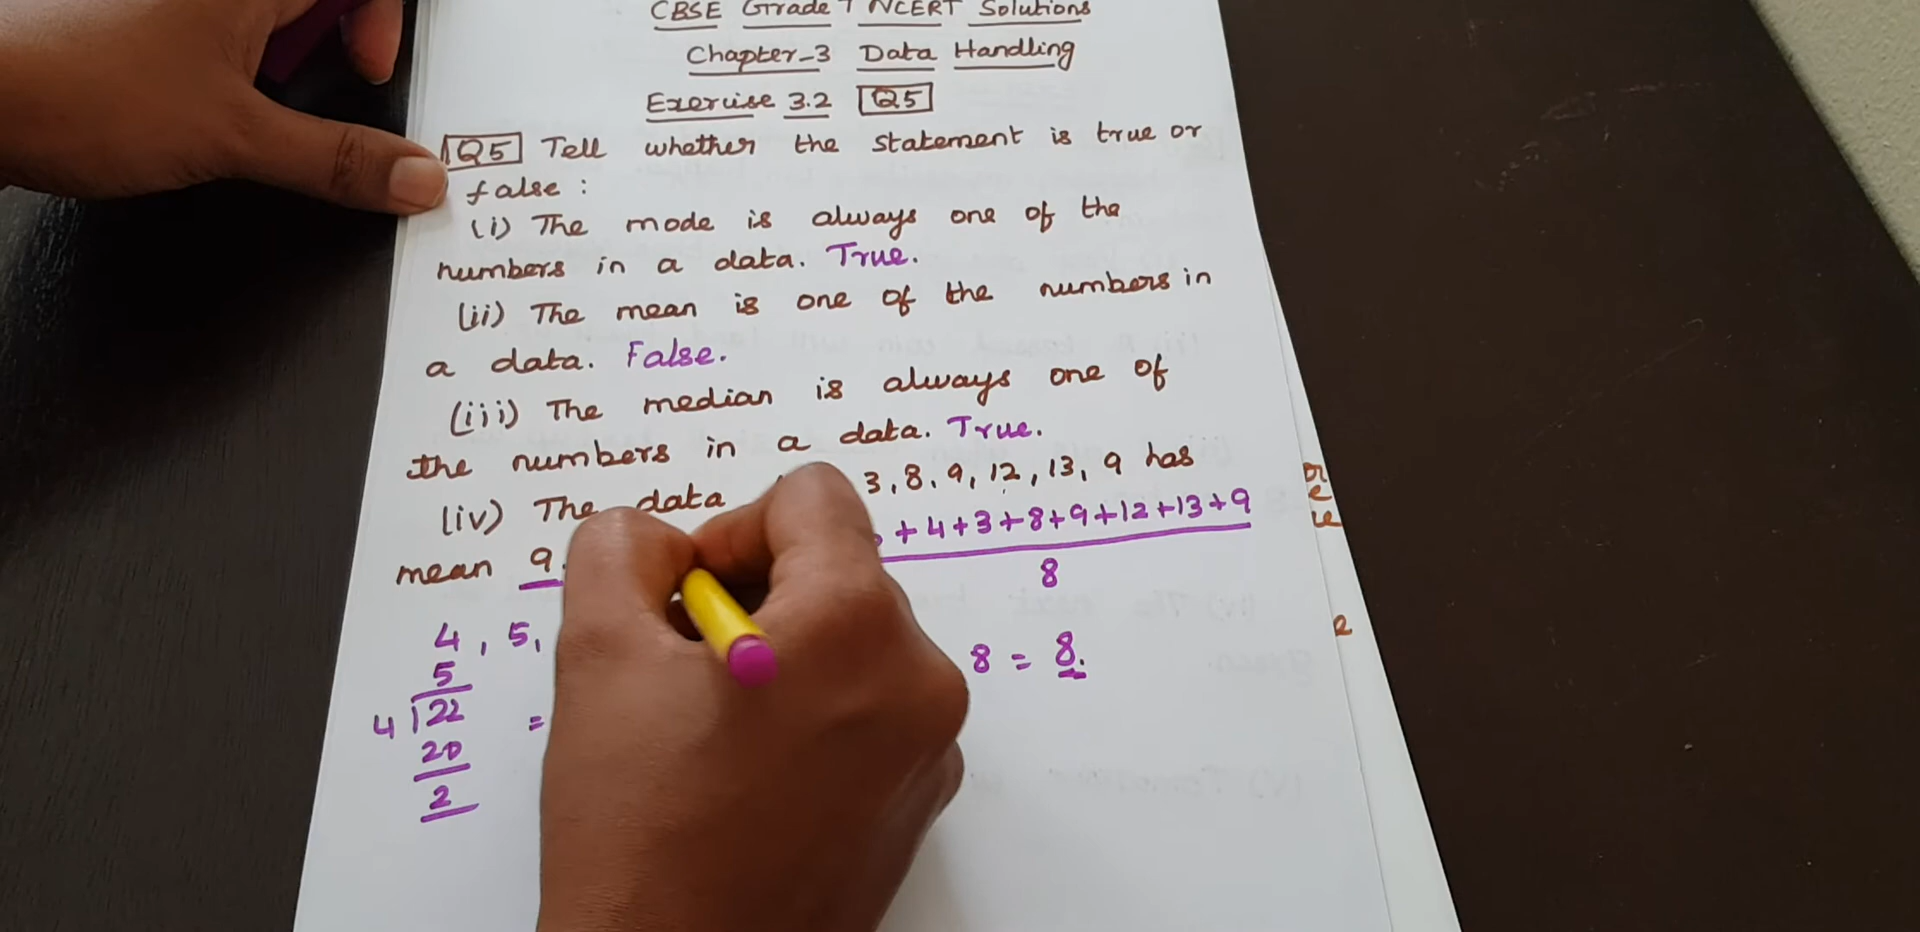 CBSE Grade 7 NCERT Solutions
Chapter-3 Data Handling
Exercise 3.2 Q5
Q5 Tell whether the statement is true or
false :
(i) The mode is always one of the
numbers in a data. True.
(ii) The mean is one of the numbers in
a data. False.
(iii) The median is always one of
the numbers in a data. True.
(iv) The data 3, 8, 9, 12, 13, 9 has
mean 9. + 4 + 3 + 8 + 9 + 12 + 13 + 9
8
4, 5, 8 = 8.
5
4 22 =
20
2